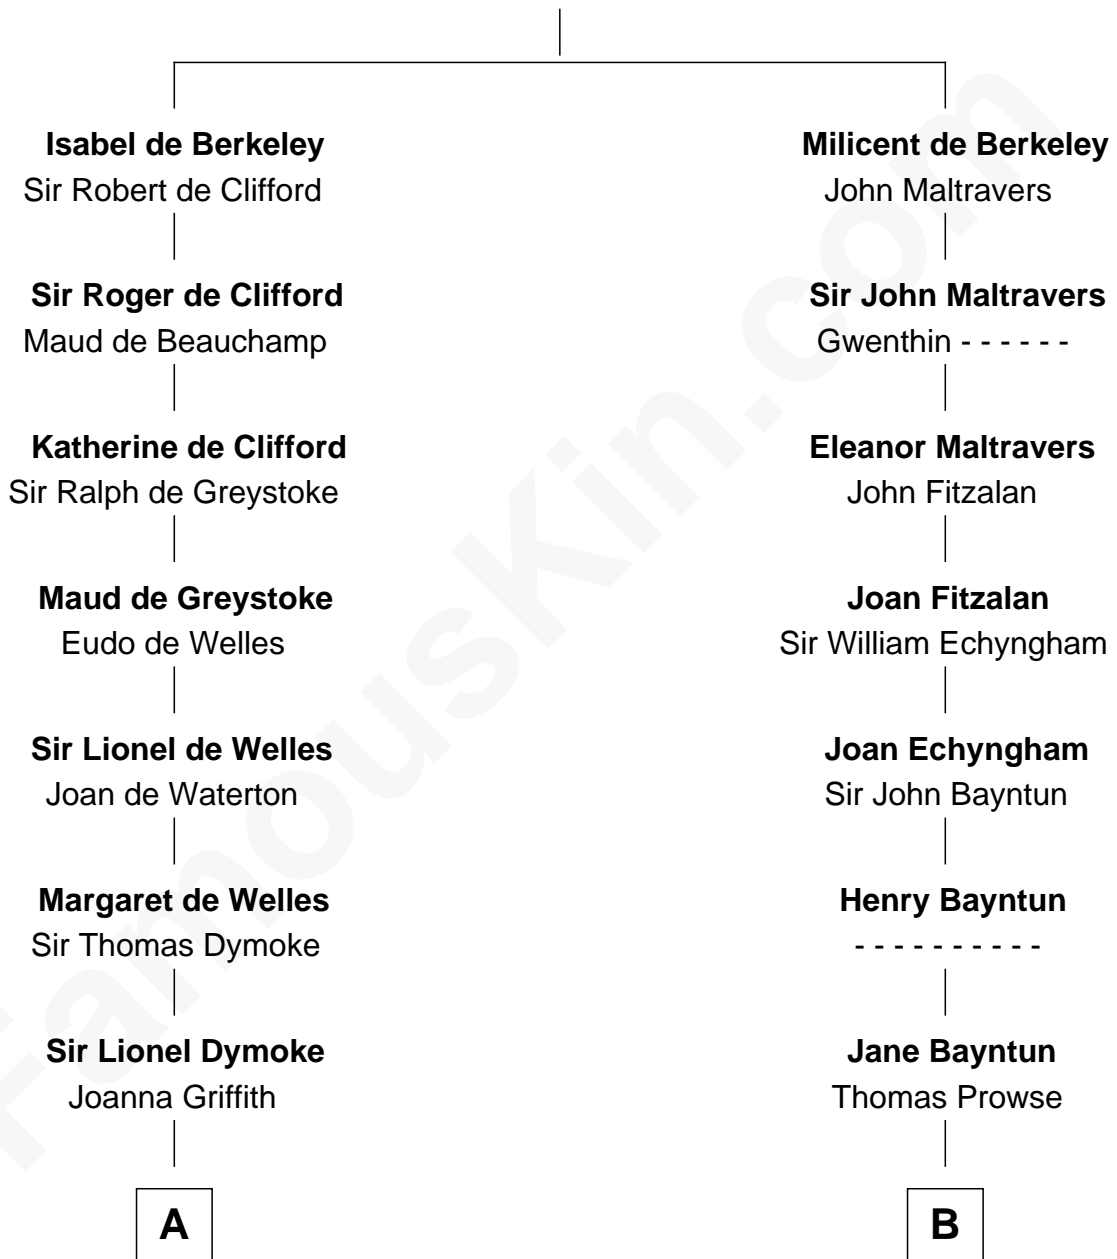 Isabel de Berkeley
Sir Robert de Clifford
Milicent de Berkeley
John Maltravers
Sir Roger de Clifford
Maud de Beauchamp
Sir John Maltravers
Gwenthin - - - - - -
Katherine de Clifford
Sir Ralph de Greystoke
Eleanor Maltravers
John Fitzalan
Maud de Greystoke
Eudo de Welles
Joan Fitzalan
Sir William Echyngham
Sir Lionel de Welles
Joan de Waterton
Joan Echyngham
Sir John Bayntun
Margaret de Welles
Sir Thomas Dymoke
Henry Bayntun
- - - - - - - - - -
Sir Lionel Dymoke
Joanna Griffith
Jane Bayntun
Thomas Prowse
A
B
FamousKin.com